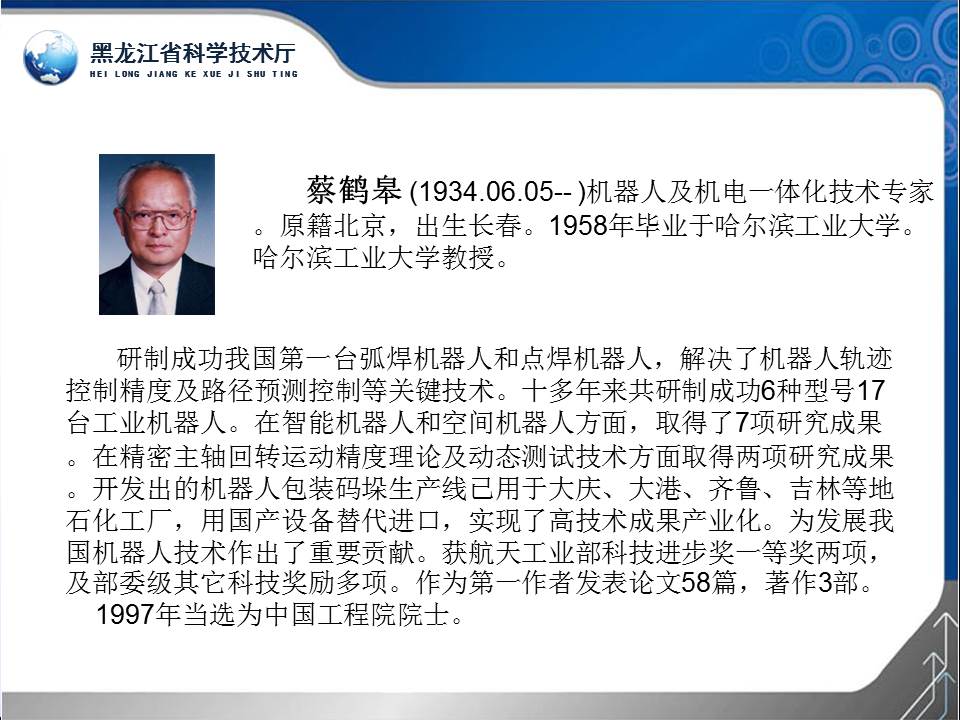 黑龙江省科学技术厅
HEI LONG JIANG KE XUE JI SHU TING
蔡鹤皋 (1934.06.05-- )机器人及机电一体化技术专家
。原籍北京，出生长春。1958年毕业于哈尔滨工业大学。
哈尔滨工业大学教授。
研制成功我国第一台弧焊机器人和点焊机器人，解决了机器人轨迹
控制精度及路径预测控制等关键技术。十多年来共研制成功6种型号17
台工业机器人。在智能机器人和空间机器人方面，取得了7项研究成果
。在精密主轴回转运动精度理论及动态测试技术方面取得两项研究成果
。开发出的机器人包装码垛生产线已用于大庆、大港、齐鲁、吉林等地
石化工厂，用国产设备替代进口，实现了高技术成果产业化。为发展我
国机器人技术作出了重要贡献。获航天工业部科技进步奖一等奖两项，
及部委级其它科技奖励多项。作为第一作者发表论文58篇，著作3部。
1997年当选为中国工程院院士。